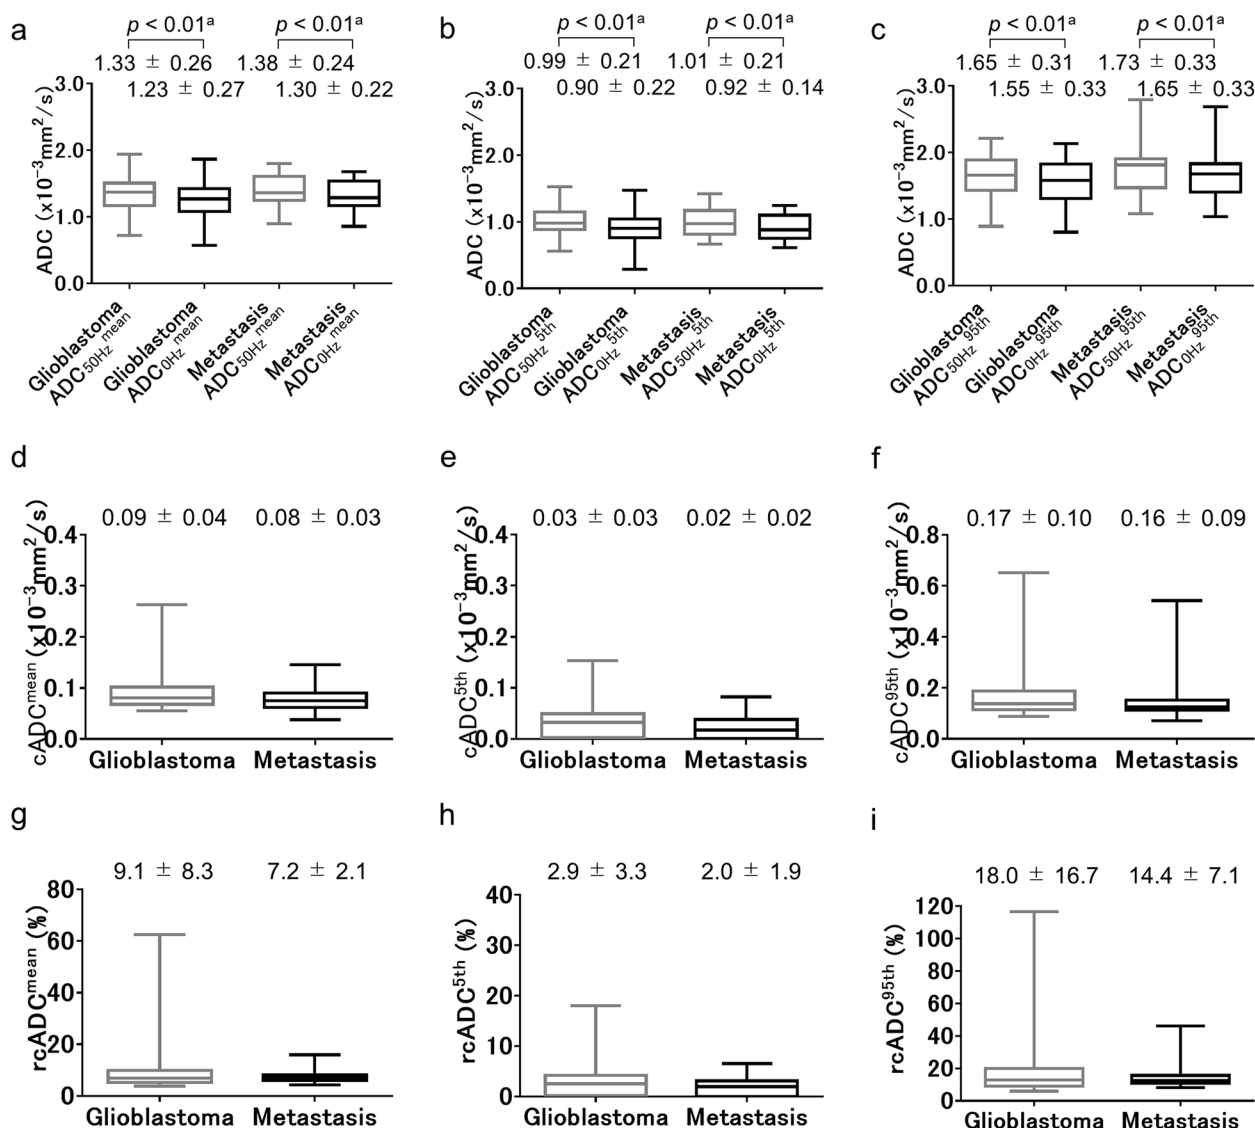 a
p < 0.01ᵃ p < 0.01ᵃ
1.33 ± 0.26 1.38 ± 0.24
1.23 ± 0.27 1.30 ± 0.22
ADC (x10⁻³mm²/s)
3.0
2.0
1.0
0.0
Glioblastoma
ADC50Hz mean
Glioblastoma
ADC0Hz mean
Metastasis
ADC50Hz mean
Metastasis
ADC0Hz mean
b
p < 0.01ᵃ p < 0.01ᵃ
0.99 ± 0.21 1.01 ± 0.21
0.90 ± 0.22 0.92 ± 0.14
ADC (x10⁻³mm²/s)
3.0
2.0
1.0
0.0
Glioblastoma
ADC50Hz 5th
Glioblastoma
ADC0Hz 5th
Metastasis
ADC50Hz 5th
Metastasis
ADC0Hz 5th
c
p < 0.01ᵃ p < 0.01ᵃ
1.65 ± 0.31 1.73 ± 0.33
1.55 ± 0.33 1.65 ± 0.33
ADC (x10⁻³mm²/s)
3.0
2.0
1.0
0.0
Glioblastoma
ADC50Hz 95th
Glioblastoma
ADC0Hz 95th
Metastasis
ADC50Hz 95th
Metastasis
ADC0Hz 95th
d
0.09 ± 0.04 0.08 ± 0.03
cADCmean (x10⁻³mm²/s)
0.4
0.3
0.2
0.1
0.0
Glioblastoma Metastasis
e
0.03 ± 0.03 0.02 ± 0.02
cADC5th (x10⁻³mm²/s)
0.4
0.3
0.2
0.1
0.0
Glioblastoma Metastasis
f
0.17 ± 0.10 0.16 ± 0.09
cADC95th (x10⁻³mm²/s)
0.8
0.6
0.4
0.2
0.0
Glioblastoma Metastasis
g
9.1 ± 8.3 7.2 ± 2.1
rcADCmean (%)
80
60
40
20
0
Glioblastoma Metastasis
h
2.9 ± 3.3 2.0 ± 1.9
rcADC5th (%)
40
30
20
10
0
Glioblastoma Metastasis
i
18.0 ± 16.7 14.4 ± 7.1
rcADC95th (%)
120
100
80
60
40
20
0
Glioblastoma Metastasis